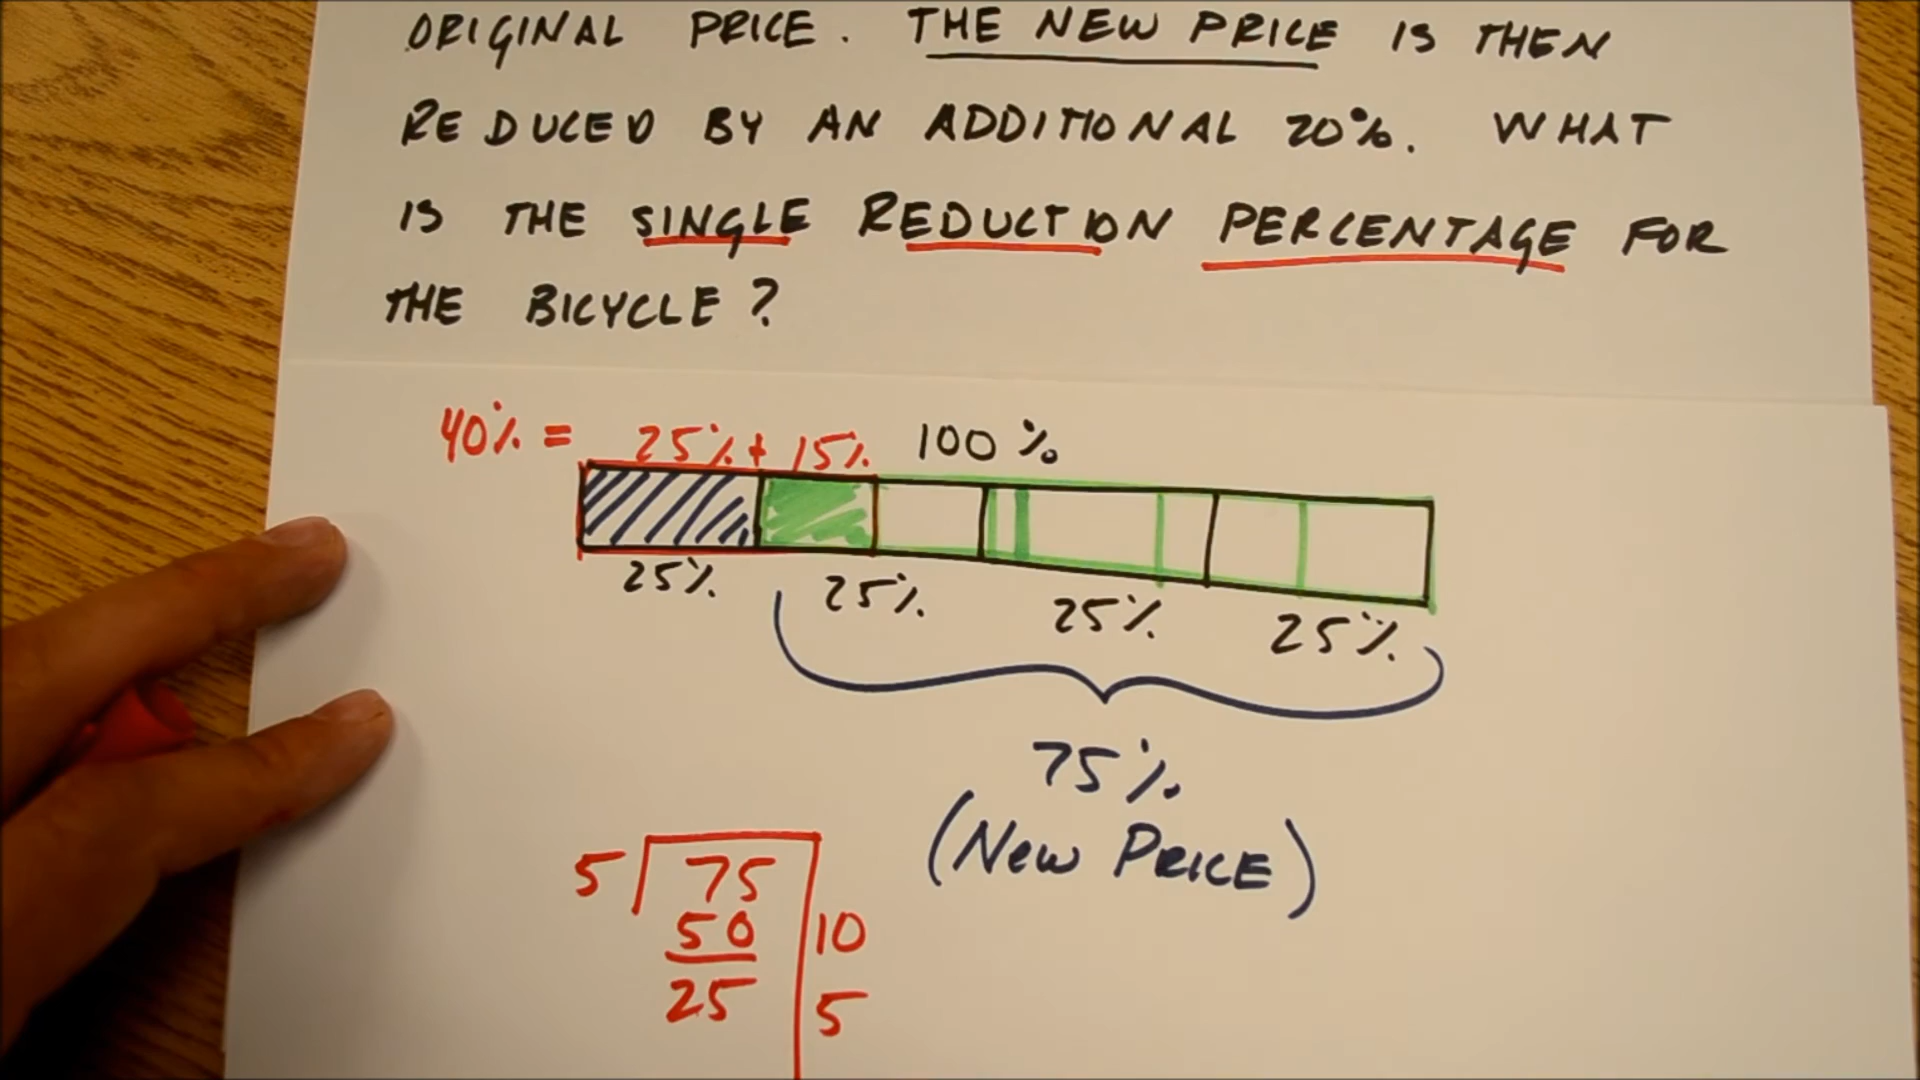 ORIGINAL PRICE. THE NEW PRICE IS THEN
REDUCED BY AN ADDITIONAL 20%. WHAT
IS THE SINGLE REDUCTION PERCENTAGE FOR
THE BICYCLE?
40% = 25% + 15% 100%
25% 25% 25% 25%
75%
(NEW PRICE)
5 75
50 10
25 5